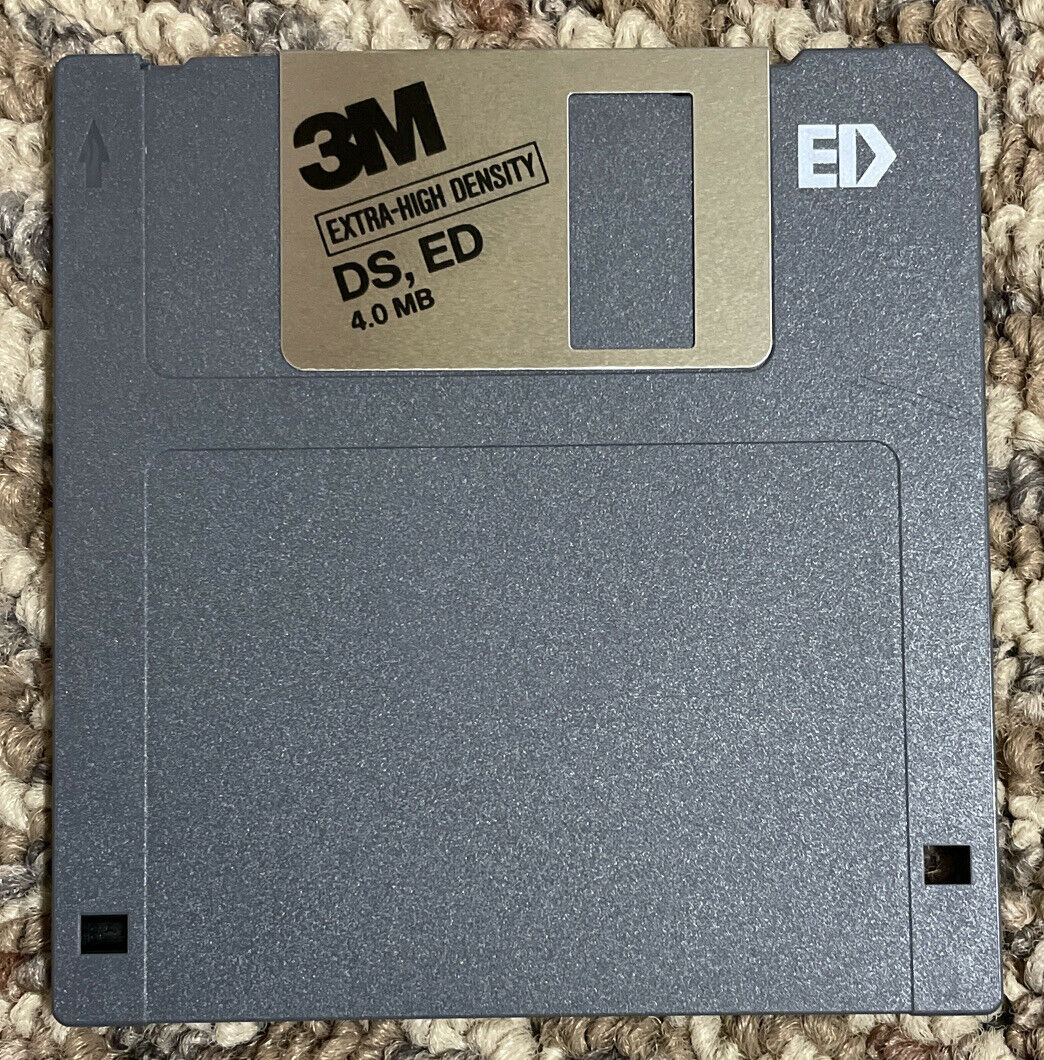 3M
EXTRA-HIGH DENSITY
DS, ED
4.0 MB
ED